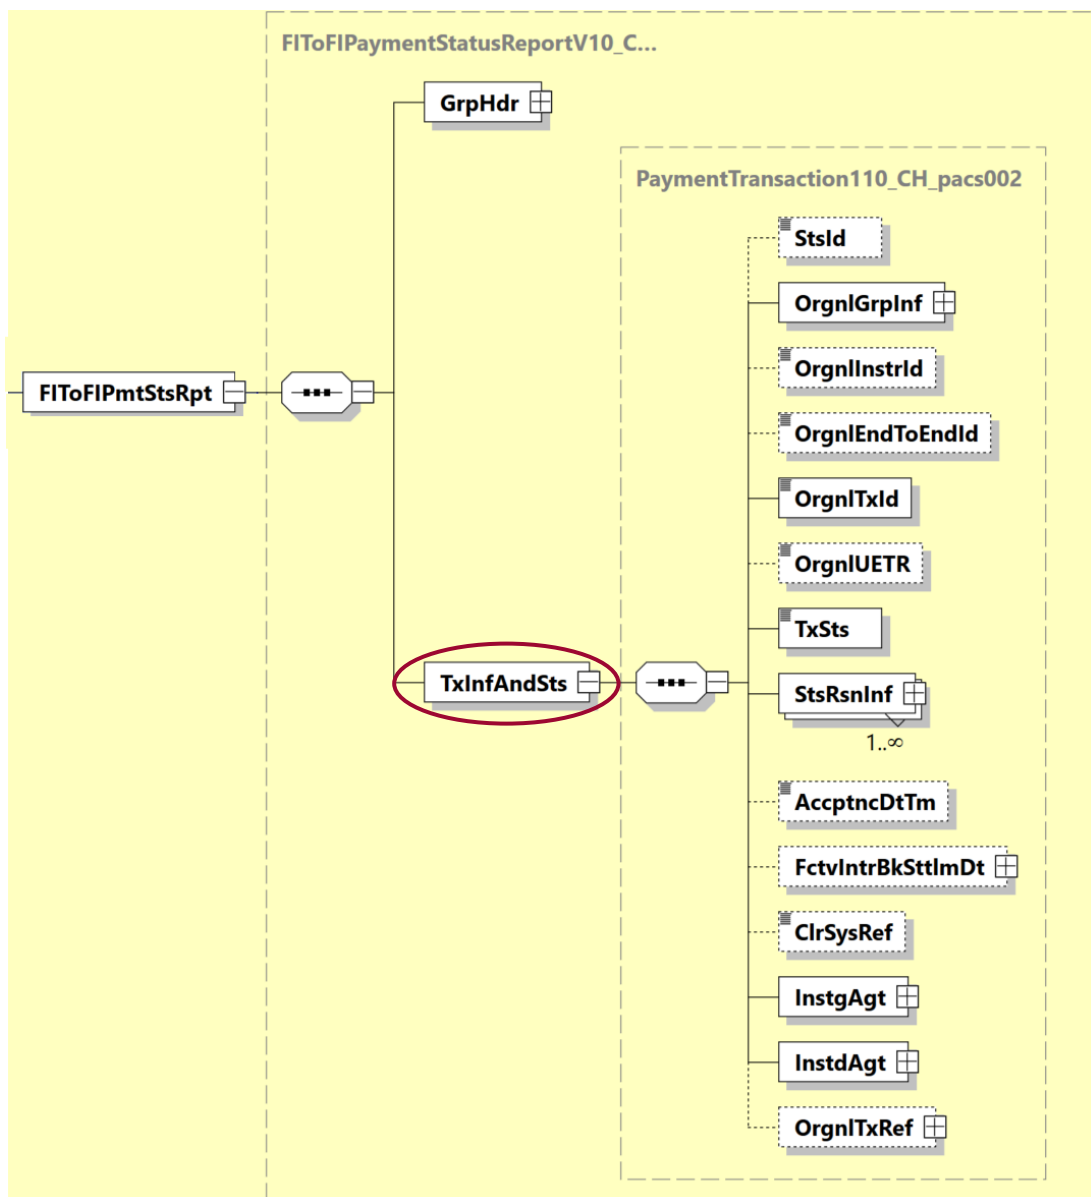 FIToFIPaymentStatusReportV10_C...
GrpHdr
PaymentTransaction110_CH_pacs002
StsId
OrgnlGrpInf
OrgnlInstrId
FIToFIPmtStsRpt
OrgnlEndToEndId
OrgnlTxId
OrgnlUETR
TxSts
TxInfAndSts
StsRsnInf
1..∞
AccptncDtTm
FctvIntrBkSttlmDt
ClrSysRef
InstgAgt
InstdAgt
OrgnlTxRef